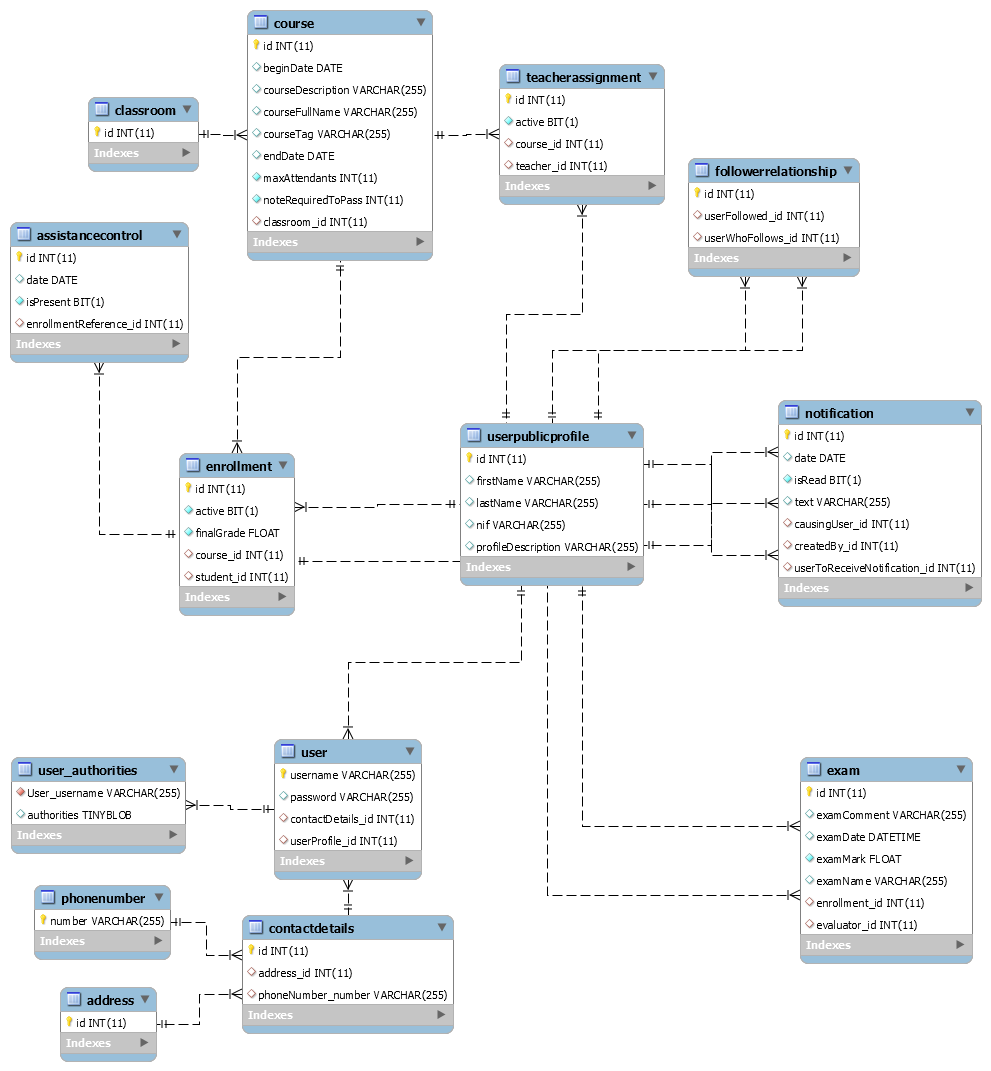 course
id INT(11)
beginDate DATE
courseDescription VARCHAR(255)
courseFullName VARCHAR(255)
courseTag VARCHAR(255)
endDate DATE
maxAttendants INT(11)
noteRequiredToPass INT(11)
classroom_id INT(11)
Indexes
teacherassignment
id INT(11)
active BIT(1)
course_id INT(11)
teacher_id INT(11)
Indexes
classroom
id INT(11)
Indexes
followerrelationship
id INT(11)
userFollowed_id INT(11)
userWhoFollows_id INT(11)
Indexes
assistancecontrol
id INT(11)
date DATE
isPresent BIT(1)
enrollmentReference_id INT(11)
Indexes
notification
id INT(11)
date DATE
isRead BIT(1)
text VARCHAR(255)
causingUser_id INT(11)
createdBy_id INT(11)
userToReceiveNotification_id INT(11)
Indexes
userpublicprofile
id INT(11)
firstName VARCHAR(255)
lastName VARCHAR(255)
nif VARCHAR(255)
profileDescription VARCHAR(255)
Indexes
enrollment
id INT(11)
active BIT(1)
finalGrade FLOAT
course_id INT(11)
student_id INT(11)
Indexes
user
username VARCHAR(255)
password VARCHAR(255)
contactDetails_id INT(11)
userProfile_id INT(11)
Indexes
user_authorities
User_username VARCHAR(255)
authorities TINYBLOB
Indexes
exam
id INT(11)
examComment VARCHAR(255)
examDate DATETIME
examMark FLOAT
examName VARCHAR(255)
enrollment_id INT(11)
evaluator_id INT(11)
Indexes
phonenumber
number VARCHAR(255)
Indexes
contactdetails
id INT(11)
address_id INT(11)
phoneNumber_number VARCHAR(255)
Indexes
address
id INT(11)
Indexes